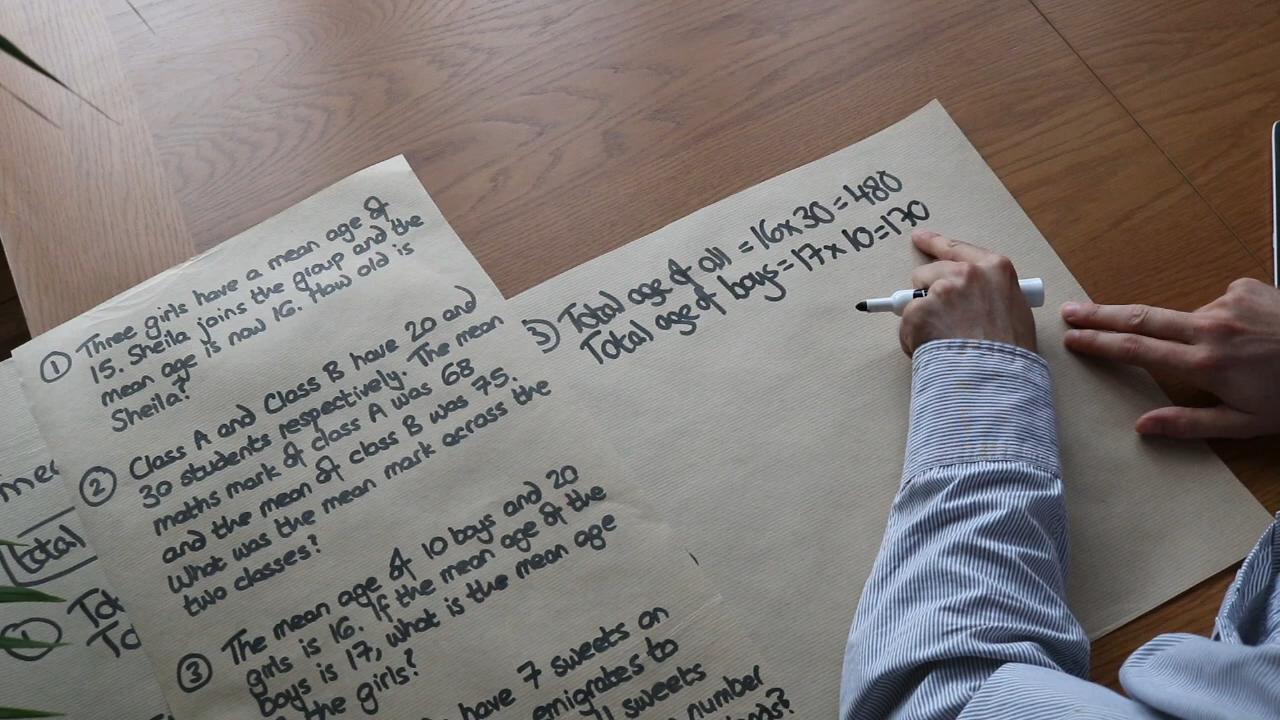 ① Three girls have a mean age of
15. Sheila joins the group and the
mean age is now 16. How old is
Sheila?
② Class A and Class B have 20 and
30 students respectively. The mean
maths mark of class A was 68
and the mean of class B was 75.
What was the mean mark across the
two classes?
③ The mean age of 10 boys and 20
girls is 16. If the mean age of the
boys is 17, what is the mean age
the girls?
have 7 sweets on
emigrates to
sweets
number
3) Total age of all = 16x30 = 480
Total age of boys = 17x10 = 170
Total
①